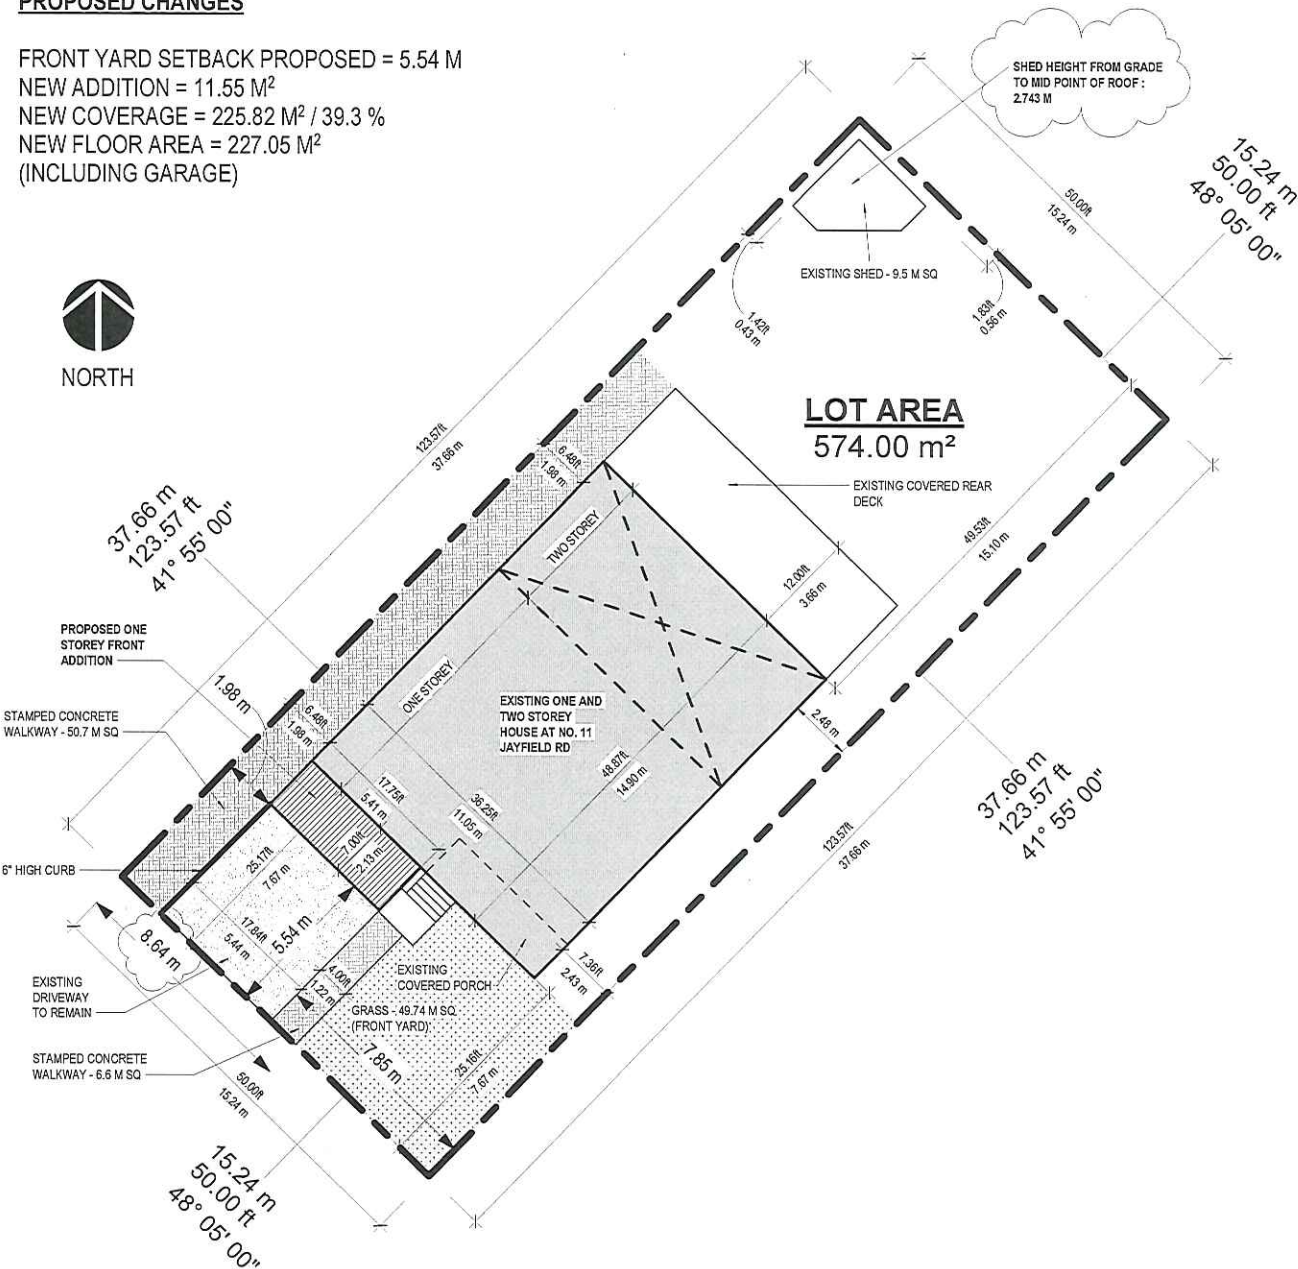 PROPOSED CHANGES
FRONT YARD SETBACK PROPOSED = 5.54 M
NEW ADDITION = 11.55 M²
NEW COVERAGE = 225.82 M² / 39.3 %
NEW FLOOR AREA = 227.05 M²
(INCLUDING GARAGE)
NORTH
SHED HEIGHT FROM GRADE
TO MID POINT OF ROOF :
2.743 M
15.24 m
50.00 ft
48° 05' 00"
50.00ft
15.24 m
EXISTING SHED - 9.5 M SQ
1.42ft
0.43 m
1.83ft
0.56 m
LOT AREA
574.00 m²
EXISTING COVERED REAR
DECK
123.57ft
37.66 m
6.48ft
1.98 m
37.66 m
123.57 ft
41° 55' 00"
TWO STOREY
49.53ft
15.10 m
12.00ft
3.66 m
PROPOSED ONE
STOREY FRONT
ADDITION
1.98 m
ONE STOREY
6.48ft
1.98 m
EXISTING ONE AND
TWO STOREY
HOUSE AT NO. 11
JAYFIELD RD
STAMPED CONCRETE
WALKWAY - 50.7 M SQ
2.48 m
48.87ft
14.90 m
17.75ft
5.41 m
36.25ft
11.05 m
37.66 m
123.57 ft
41° 55' 00"
123.57ft
37.66 m
7.00ft
2.13 m
6" HIGH CURB
25.17ft
7.67 m
8.64 m
17.84ft
5.44 m
5.54 m
EXISTING
DRIVEWAY
TO REMAIN
4.00ft
1.22 m
EXISTING
COVERED PORCH
7.36ft
2.43 m
GRASS - 49.74 M SQ
(FRONT YARD)
STAMPED CONCRETE
WALKWAY - 6.6 M SQ
7.85 m
25.16ft
7.67 m
50.00ft
15.24 m
15.24 m
50.00 ft
48° 05' 00"